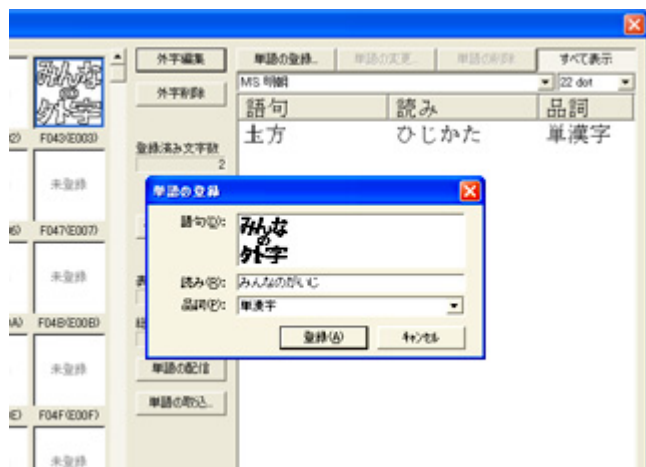 みんな
の
外字
F043(E003)
未登録
F047(E007)
未登録
F04B(E00B)
未登録
F04F(E00F)
未登録
外字編集
外字削除
登録済み文字数
2
単語の配信
単語の取込...
単語の登録...
単語の変更...
単語の削除
すべて表示
MS 明朝
22 dot
語句 読み 品詞
土方 ひじかた 単漢字
単語の登録
語句(D):
みんな
の
外字
読み(R): みんなのがいじ
品詞(P): 単漢字
登録(A)
キャンセル